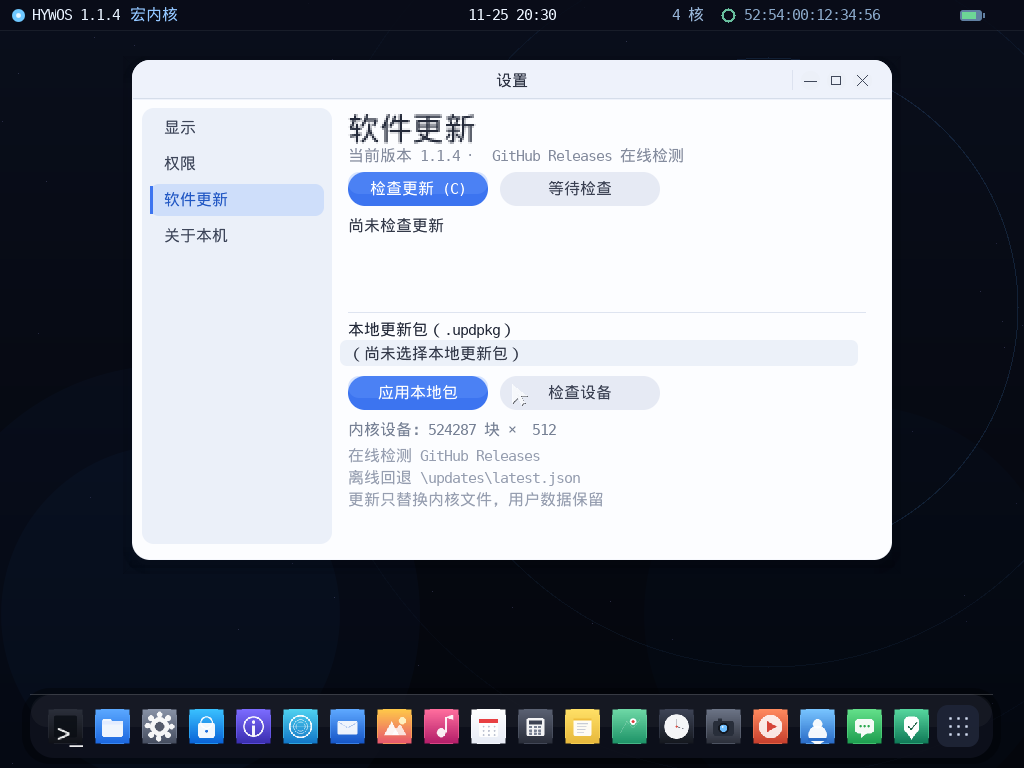 HYWOS 1.1.4 宏内核
11-25 20:30
4 核
52:54:00:12:34:56
设置
显示
权限
软件更新
关于本机
软件更新
当前版本 1.1.4 · GitHub Releases 在线检测
检查更新 (C)
等待检查
尚未检查更新
本地更新包（.updpkg）
（尚未选择本地更新包）
应用本地包
检查设备
内核设备: 524287 块 × 512
在线检测 GitHub Releases
离线回退 \updates\latest.json
更新只替换内核文件, 用户数据保留
>_